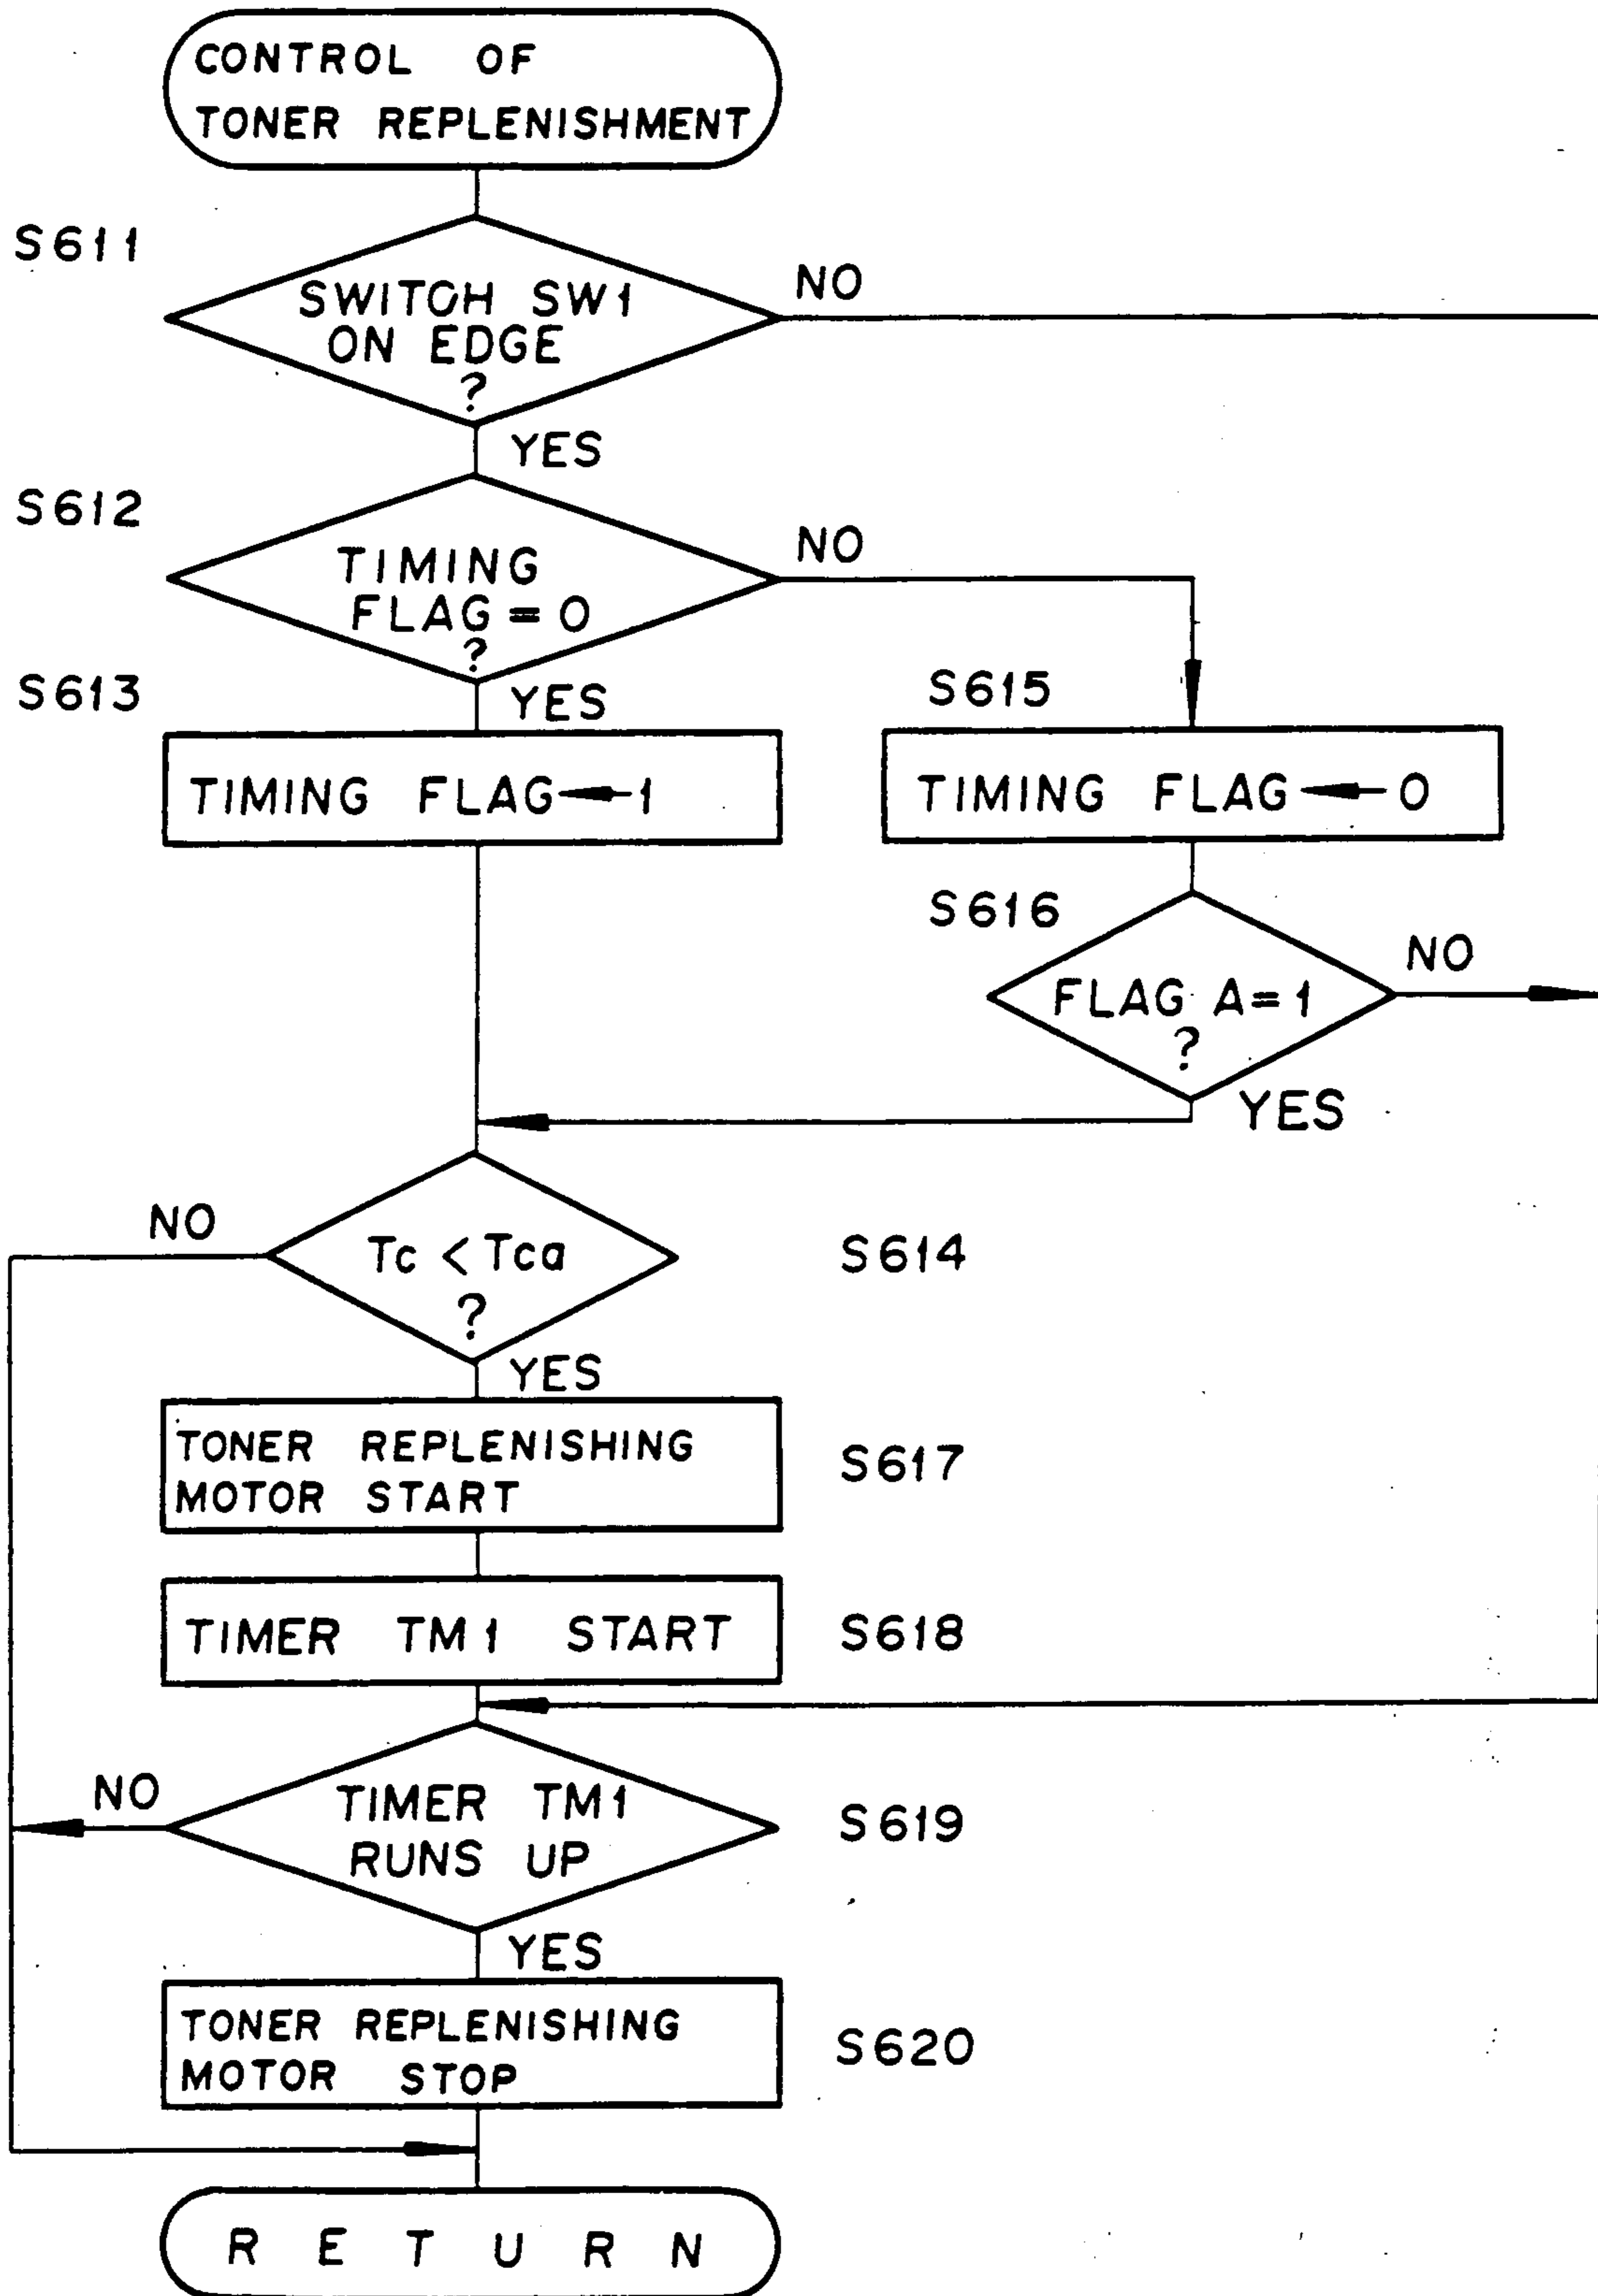 CONTROL OF
TONER REPLENISHMENT
S611
SWITCH SW1
ON EDGE
?
NO
YES
S612
TIMING
FLAG = 0
?
NO
YES
S613
TIMING FLAG ← 1
S615
TIMING FLAG ← 0
S616
FLAG A = 1
?
NO
YES
NO
Tc < Tca
?
S614
YES
TONER REPLENISHING
MOTOR START
S617
TIMER TM1 START
S618
NO
TIMER TM1
RUNS UP
S619
YES
TONER REPLENISHING
MOTOR STOP
S620
RETURN